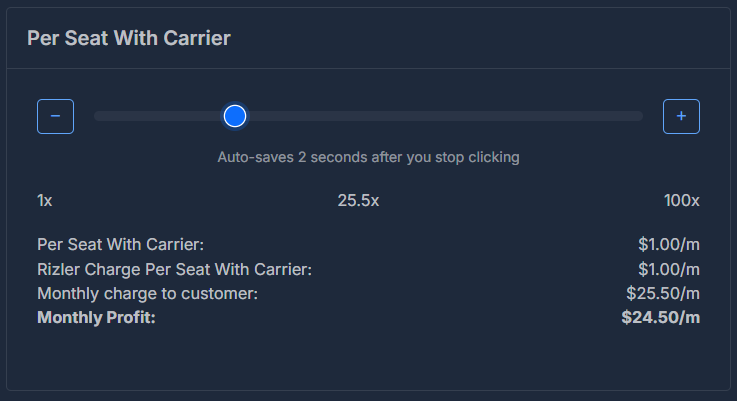 Per Seat With Carrier
− +
Auto-saves 2 seconds after you stop clicking
1x 25.5x 100x
Per Seat With Carrier: $1.00/m
Rizler Charge Per Seat With Carrier: $1.00/m
Monthly charge to customer: $25.50/m
Monthly Profit: $24.50/m